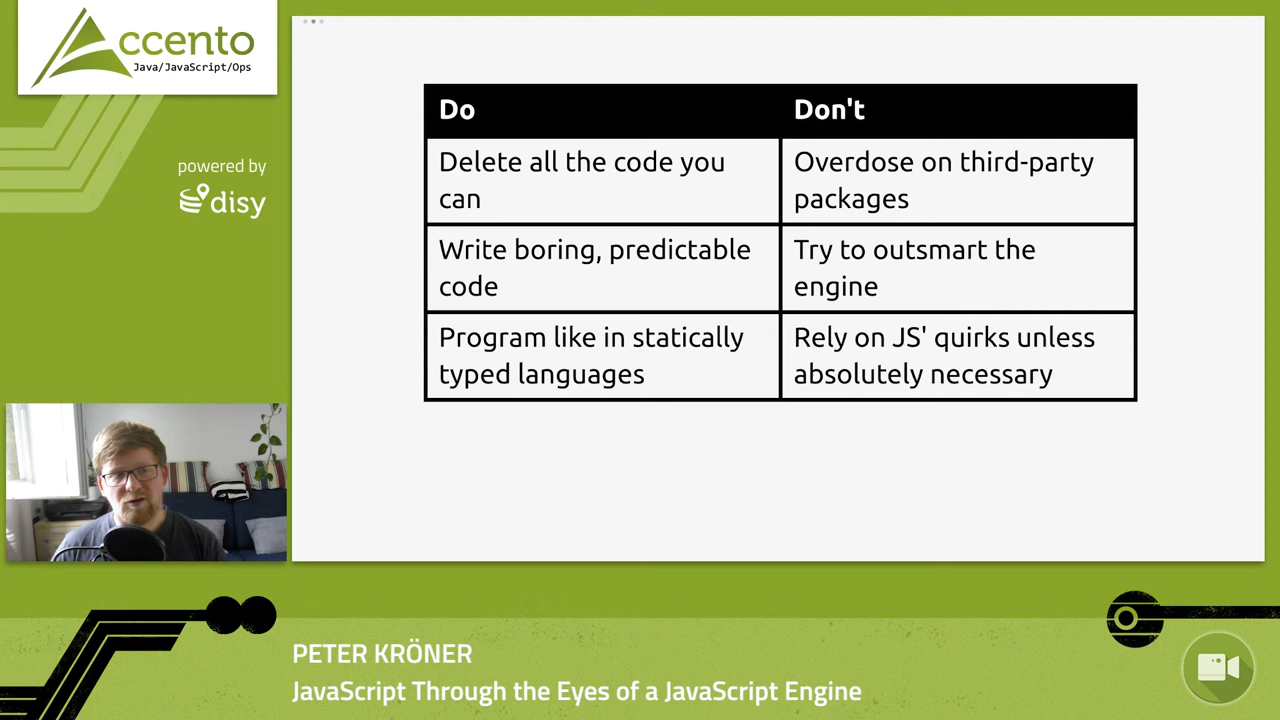 Accento
Java/JavaScript/Ops
powered by
disy
Do
Don't
Delete all the code you
can
Overdose on third-party
packages
Write boring, predictable
code
Try to outsmart the
engine
Program like in statically
typed languages
Rely on JS' quirks unless
absolutely necessary
PETER KRÖNER
JavaScript Through the Eyes of a JavaScript Engine